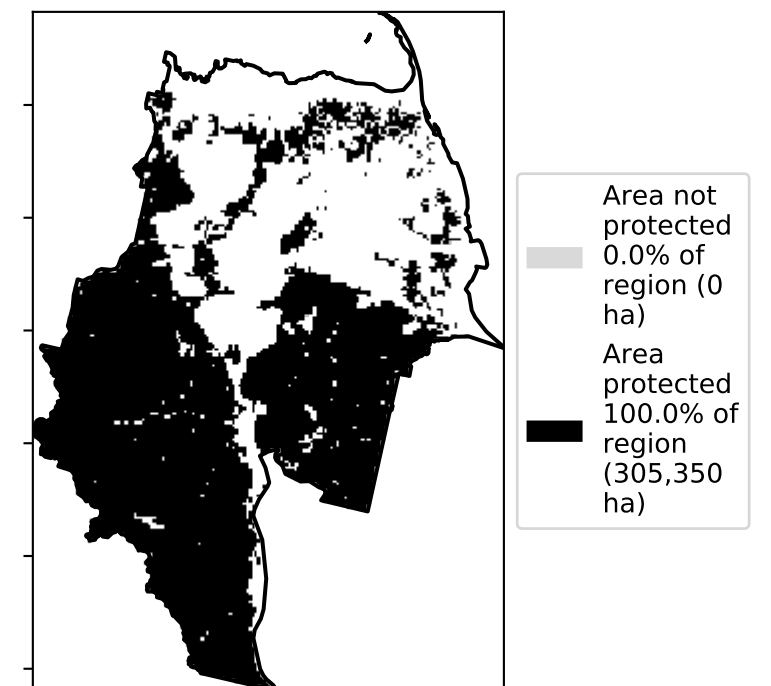 Area not
protected
0.0% of
region (0
ha)
Area
protected
100.0% of
region
(305,350
ha)